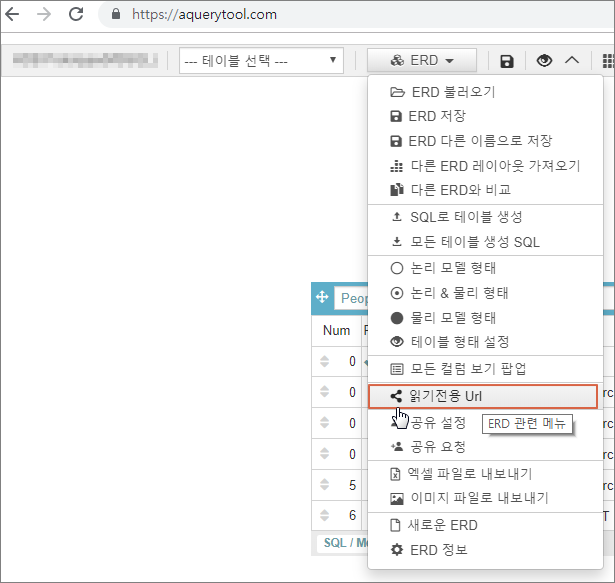 https://aquerytool.com
--- 테이블 선택 ---
ERD
ERD 불러오기
ERD 저장
ERD 다른 이름으로 저장
다른 ERD 레이아웃 가져오기
다른 ERD와 비교
SQL로 테이블 생성
모든 테이블 생성 SQL
논리 모델 형태
논리 & 물리 형태
물리 모델 형태
테이블 형태 설정
모든 컬럼 보기 팝업
읽기전용 Url
공유 설정
ERD 관련 메뉴
공유 요청
엑셀 파일로 내보내기
이미지 파일로 내보내기
새로운 ERD
ERD 정보
Peop
Num
0
0
0
0
5
6
SQL / Me